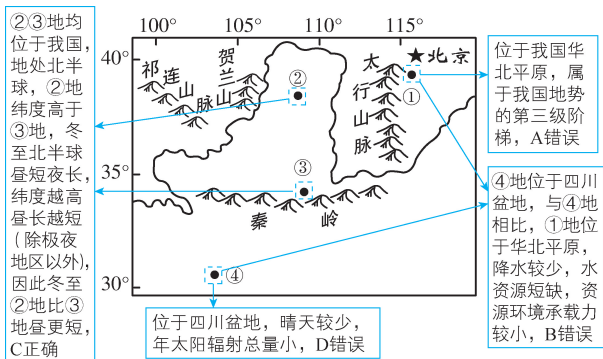 ②③地均
位于我国，
地处北半
球，②地
纬度高于
③地，冬
至北半球
昼短夜长，
纬度越高
昼长越短
（除极夜
地区以外），
因此冬至
②地比③
地昼更短，
C正确
100°
105°
110°
115°
40°
35°
30°
祁连山脉
贺兰山
太行山脉
★北京
①
②
③
④
秦岭
位于我国华
北平原，属
于我国地势
的第三级阶
梯，A错误
④地位于四川
盆地，与④地
相比，①地位
于华北平原，
降水较少，水
资源短缺，资
源环境承载力
较小，B错误
位于四川盆地，晴天较少，
年太阳辐射总量小，D错误